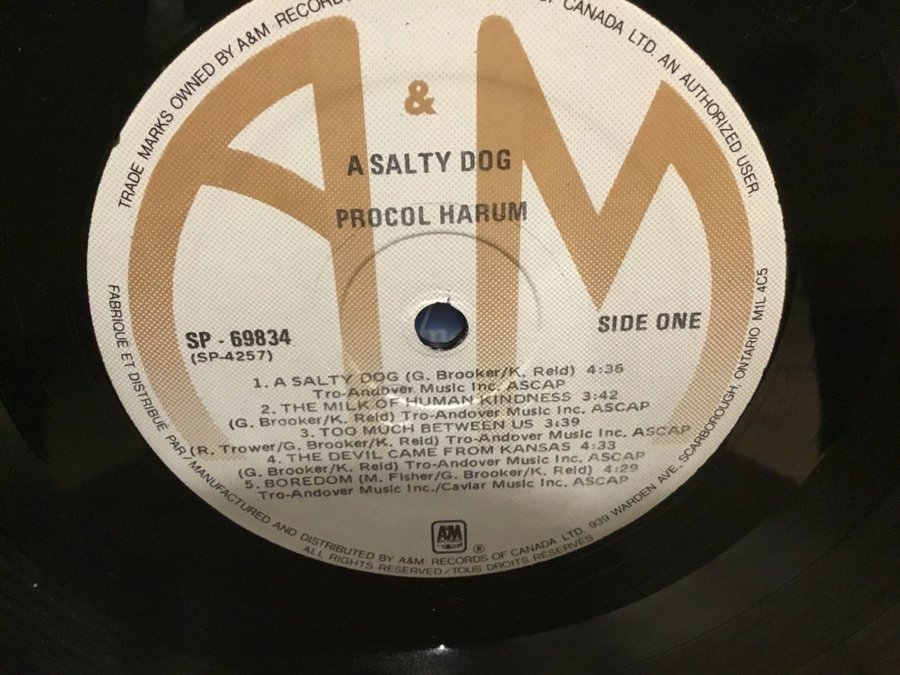 TRADE MARKS OWNED BY A&M RECORDS
OF CANADA LTD. AN AUTHORIZED USER.
A & M
A SALTY DOG
PROCOL HARUM
SP - 69834
(SP-4257)
SIDE ONE
1. A SALTY DOG (G. Brooker/K. Reid) 4:36
Tro-Andover Music Inc. ASCAP
2. THE MILK OF HUMAN KINDNESS 3:42
(G. Brooker/K. Reid) Tro-Andover Music Inc. ASCAP
3. TOO MUCH BETWEEN US 3:39
(R. Trower/G. Brooker/K. Reid) Tro-Andover Music Inc. ASCAP
4. THE DEVIL CAME FROM KANSAS 4:33
(G. Brooker/K. Reid) Tro-Andover Music Inc. ASCAP
5. BOREDOM (M. Fisher/G. Brooker/K. Reid) 4:29
Tro-Andover Music Inc./Caviar Music Inc. ASCAP
A&M
®
FABRIQUE ET DISTRIBUE PAR/MANUFACTURED AND DISTRIBUTED BY A&M RECORDS OF CANADA LTD. 939 WARDEN AVE, SCARBOROUGH, ONTARIO M1L 4C5
ALL RIGHTS RESERVED/TOUS DROITS RÉSERVÉS